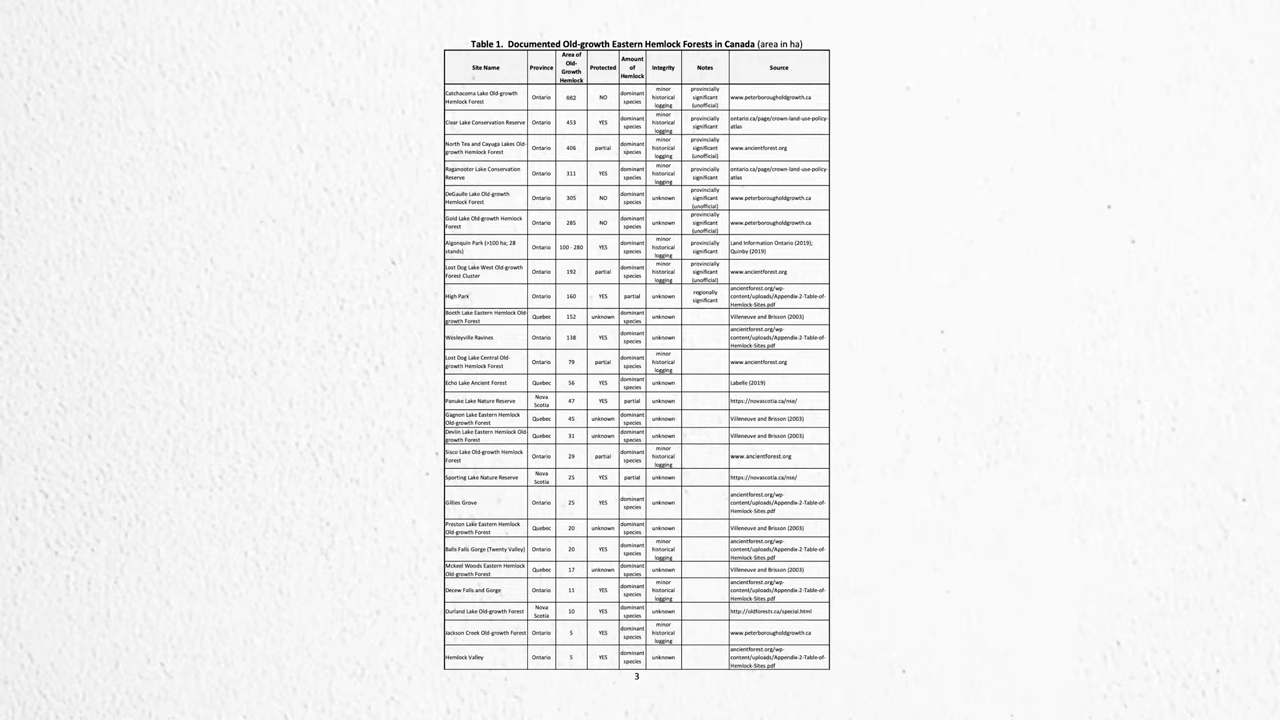 Table 1.  Documented Old-growth Eastern Hemlock Forests in Canada (area in ha)
Site Name Province Area of Old-Growth Hemlock Protected Amount of Hemlock Integrity Notes Source
Catchacoma Lake Old-growth Hemlock Forest Ontario 662 NO dominant species minor historical logging provincially significant (unofficial) www.peterborougholdgrowth.ca
Clear Lake Conservation Reserve Ontario 453 YES dominant species minor historical logging provincially significant ontario.ca/page/crown-land-use-policy-atlas
North Tea and Cayuga Lakes Old-growth Hemlock Forest Ontario 406 partial dominant species minor historical logging provincially significant (unofficial) www.ancientforest.org
Raganooter Lake Conservation Reserve Ontario 311 YES dominant species minor historical logging provincially significant ontario.ca/page/crown-land-use-policy-atlas
DeGaulle Lake Old-growth Hemlock Forest Ontario 305 NO dominant species unknown provincially significant (unofficial) www.peterborougholdgrowth.ca
Gold Lake Old-growth Hemlock Forest Ontario 285 NO dominant species unknown provincially significant (unofficial) www.peterborougholdgrowth.ca
Algonquin Park (>100 ha; 28 stands) Ontario 100 - 280 YES dominant species minor historical logging provincially significant Land Information Ontario (2019); Quinby (2019)
Lost Dog Lake West Old-growth Forest Cluster Ontario 192 partial dominant species minor historical logging provincially significant (unofficial) www.ancientforest.org
High Park Ontario 160 YES partial unknown regionally significant ancientforest.org/wp-content/uploads/Appendix-2-Table-of-Hemlock-Sites.pdf
Booth Lake Eastern Hemlock Old-growth Forest Quebec 152 unknown dominant species unknown Villeneuve and Brisson (2003)
Wesleyville Ravines Ontario 138 YES dominant species unknown ancientforest.org/wp-content/uploads/Appendix-2-Table-of-Hemlock-Sites.pdf
Lost Dog Lake Central Old-growth Hemlock Forest Ontario 79 partial dominant species minor historical logging www.ancientforest.org
Echo Lake Ancient Forest Quebec 56 YES dominant species unknown Labelle (2019)
Panuke Lake Nature Reserve Nova Scotia 47 YES partial unknown https://novascotia.ca/nse/
Gagnon Lake Eastern Hemlock Old-growth Forest Quebec 45 unknown dominant species unknown Villeneuve and Brisson (2003)
Devlin Lake Eastern Hemlock Old-growth Forest Quebec 31 unknown dominant species unknown Villeneuve and Brisson (2003)
Sisco Lake Old-growth Hemlock Forest Ontario 29 partial dominant species minor historical logging www.ancientforest.org
Sporting Lake Nature Reserve Nova Scotia 25 YES partial unknown https://novascotia.ca/nse/
Gillies Grove Ontario 25 YES dominant species unknown ancientforest.org/wp-content/uploads/Appendix-2-Table-of-Hemlock-Sites.pdf
Preston Lake Eastern Hemlock Old-growth Forest Quebec 20 unknown dominant species unknown Villeneuve and Brisson (2003)
Balls Falls Gorge (Twenty Valley) Ontario 20 YES dominant species minor historical logging ancientforest.org/wp-content/uploads/Appendix-2-Table-of-Hemlock-Sites.pdf
Mckeel Woods Eastern Hemlock Old-growth Forest Quebec 17 unknown dominant species unknown Villeneuve and Brisson (2003)
Decew Falls and Gorge Ontario 11 YES dominant species minor historical logging ancientforest.org/wp-content/uploads/Appendix-2-Table-of-Hemlock-Sites.pdf
Durland Lake Old-growth Forest Nova Scotia 10 YES dominant species unknown http://oldforests.ca/special.html
Jackson Creek Old-growth Forest Ontario 5 YES dominant species minor historical logging www.peterborougholdgrowth.ca
Hemlock Valley Ontario 5 YES dominant species unknown ancientforest.org/wp-content/uploads/Appendix-2-Table-of-Hemlock-Sites.pdf
3